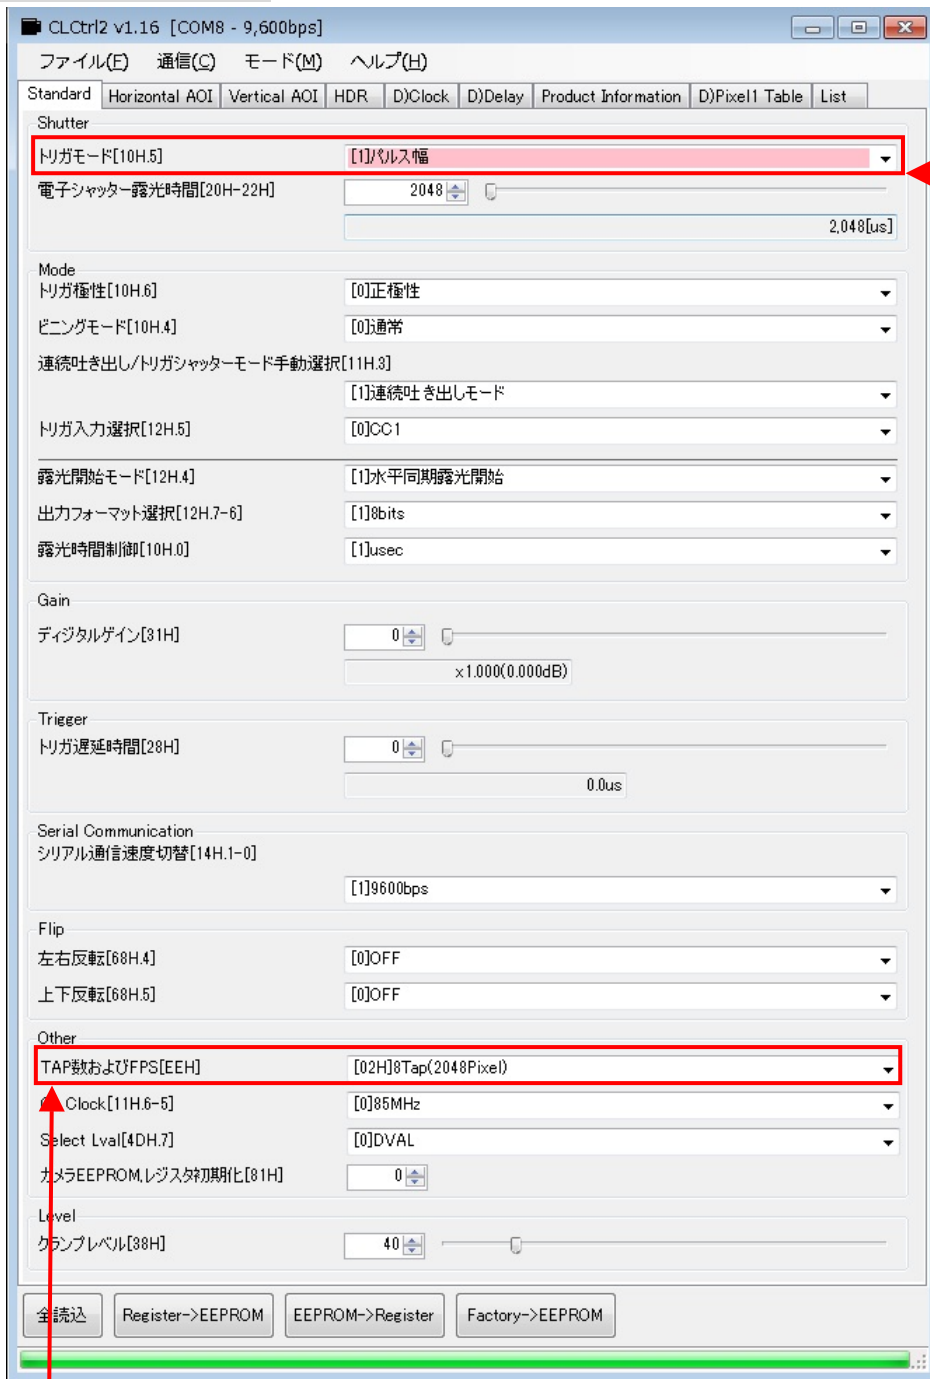 CLCtrl2 v1.16 [COM8 - 9,600bps]
ファイル(F) 通信(C) モード(M) ヘルプ(H)
Standard Horizontal AOI Vertical AOI HDR D)Clock D)Delay Product Information D)Pixel1 Table List
Shutter
トリガモード[10H.5] [1]パルス幅
電子シャッター露光時間[20H-22H] 2048
2,048[us]
Mode
トリガ極性[10H.6] [0]正極性
ビニングモード[10H.4] [0]通常
連続吐き出し/トリガシャッターモード手動選択[11H.3]
[1]連続吐き出しモード
トリガ入力選択[12H.5] [0]CC1
露光開始モード[12H.4] [1]水平同期露光開始
出力フォーマット選択[12H.7-6] [1]8bits
露光時間制御[10H.0] [1]usec
Gain
ディジタルゲイン[31H] 0
x1.000(0.000dB)
Trigger
トリガ遅延時間[28H] 0
0.0us
Serial Communication
シリアル通信速度切替[14H.1-0]
[1]9600bps
Flip
左右反転[68H.4] [0]OFF
上下反転[68H.5] [0]OFF
Other
TAP数およびFPS[EEH] [02H]8Tap(2048Pixel)
Clock[11H.6-5] [0]85MHz
Select Lval[4DH.7] [0]DVAL
カメラEEPROM,レジスタ初期化[81H] 0
Level
クランプレベル[38H] 40
全読込 Register->EEPROM EEPROM->Register Factory->EEPROM